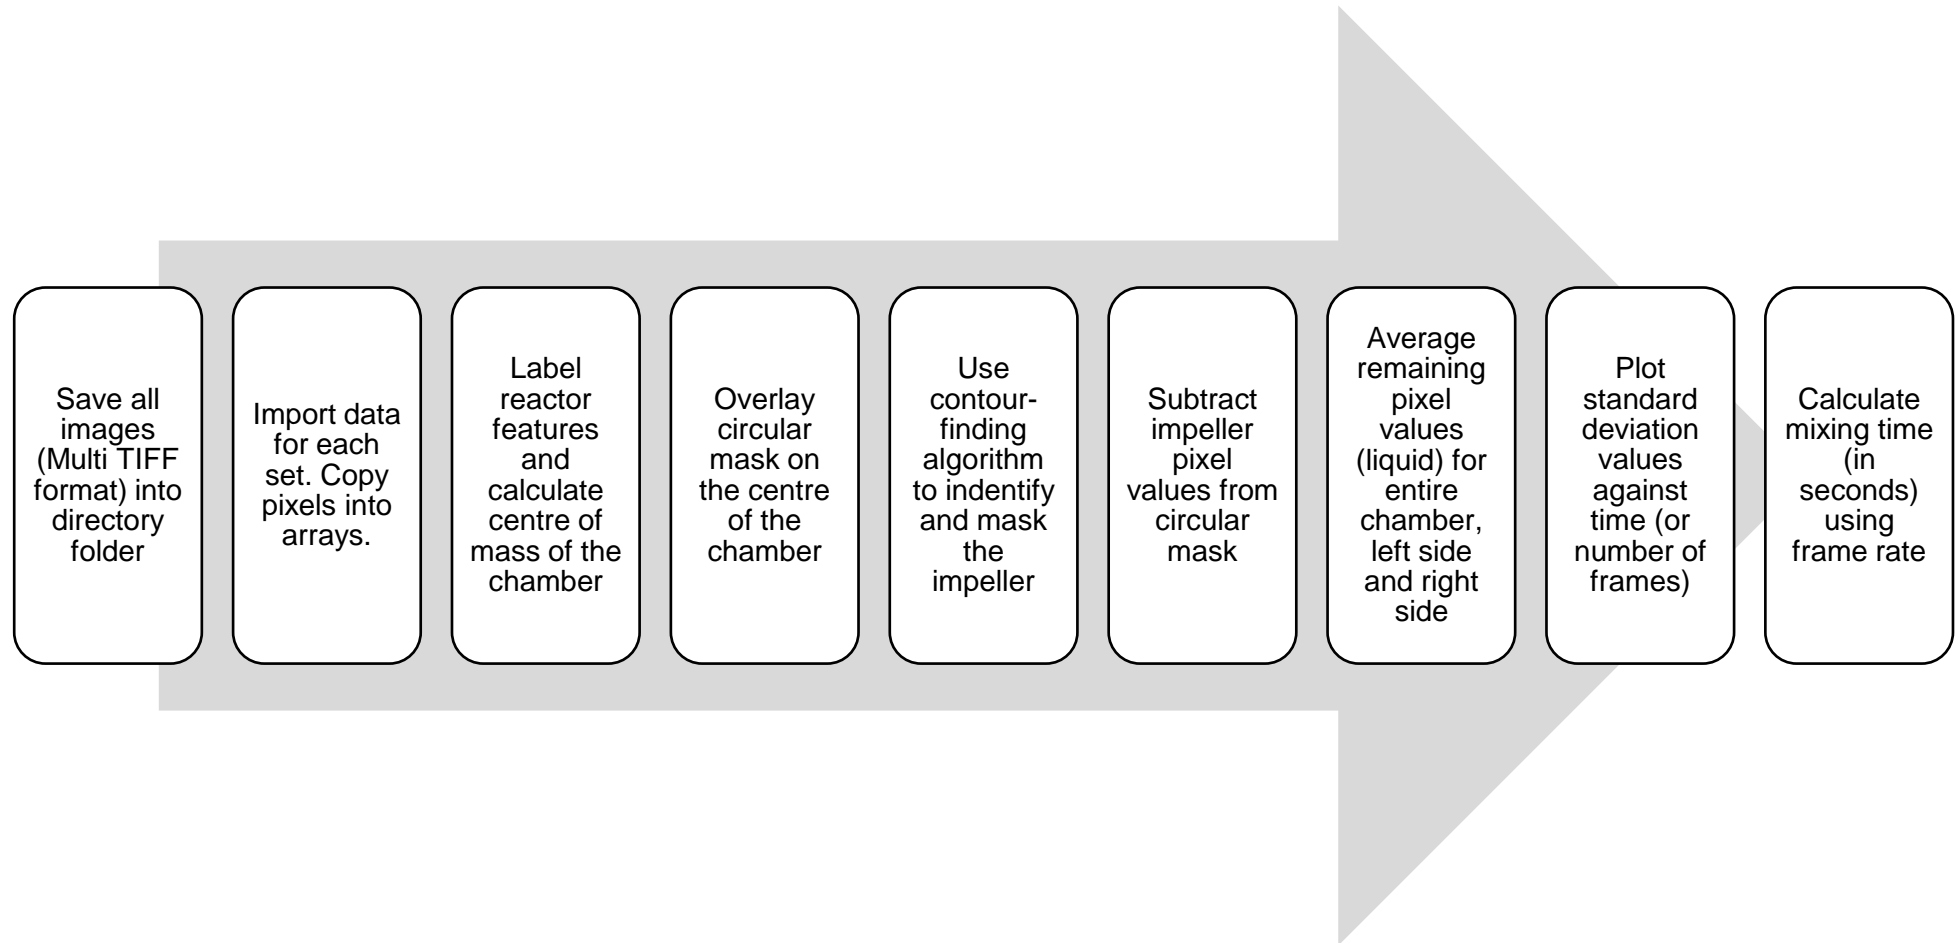 Save all
images
(Multi TIFF
format) into
directory
folder
Import data
for each
set. Copy
pixels into
arrays.
Label
reactor
features
and
calculate
centre of
mass of the
chamber
Overlay
circular
mask on
the centre
of the
chamber
Use
contour-
finding
algorithm
to indentify
and mask
the
impeller
Subtract
impeller
pixel
values from
circular
mask
Average
remaining
pixel
values
(liquid) for
entire
chamber,
left side
and right
side
Plot
standard
deviation
values
against
time (or
number of
frames)
Calculate
mixing time
(in
seconds)
using
frame rate